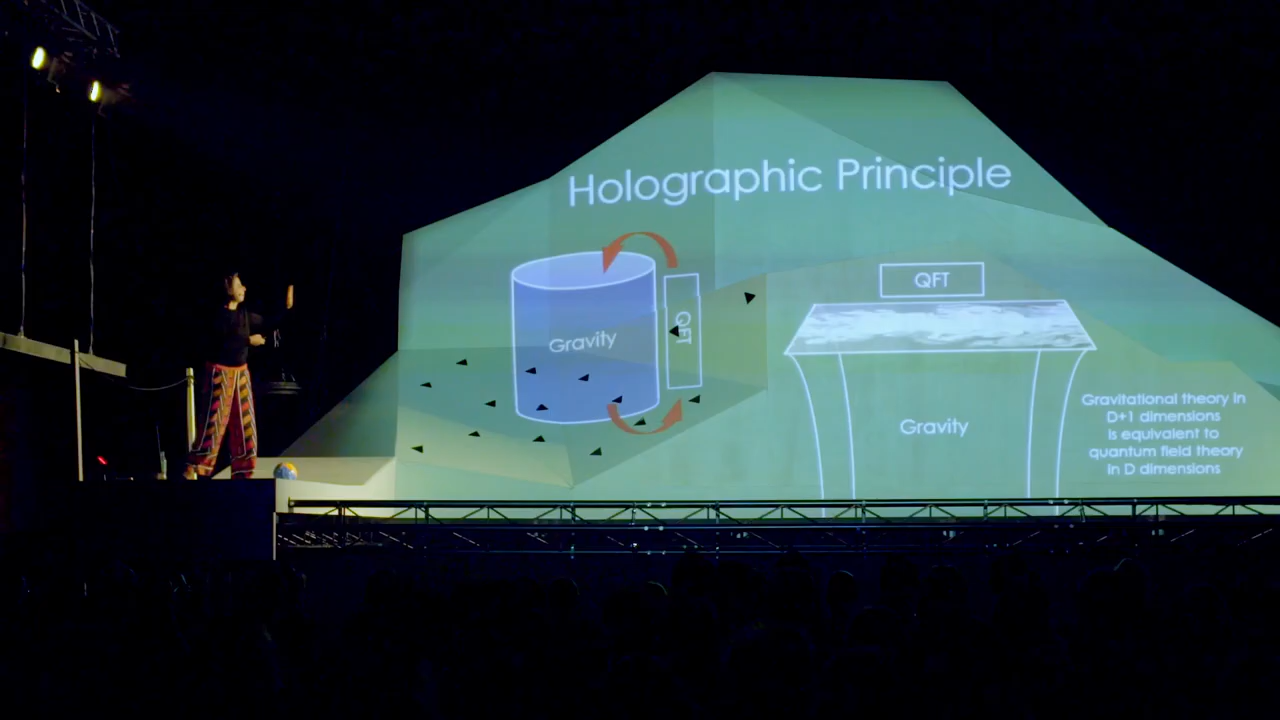 Holographic Principle
Gravity
QFT
QFT
Gravity
Gravitational theory in
D+1 dimensions
is equivalent to
quantum field theory
in D dimensions